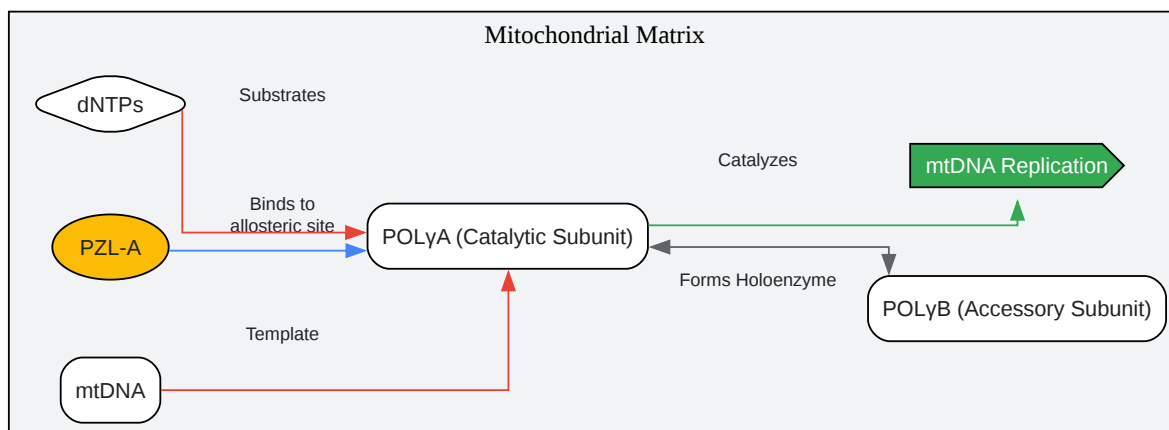 Mitochondrial Matrix
dNTPs
Substrates
Catalyzes
mtDNA Replication
Binds to
allosteric site
PZL-A
POLγA (Catalytic Subunit)
Forms Holoenzyme
POLγB (Accessory Subunit)
Template
mtDNA